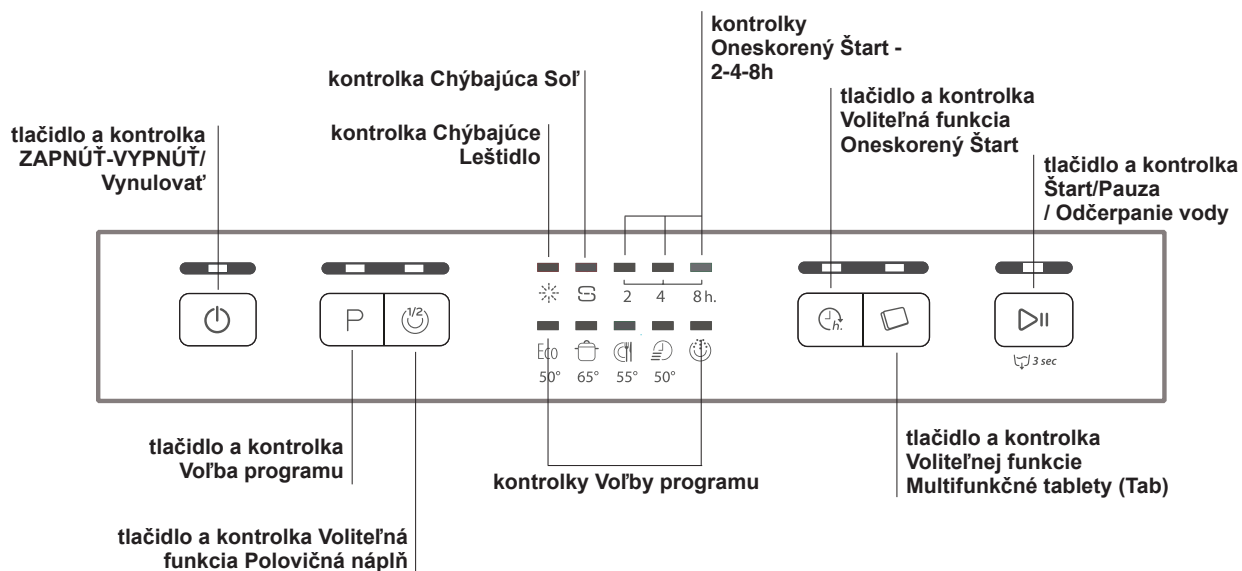 kontrolky
Oneskorený Štart -
2-4-8h
kontrolka Chýbajúca Soľ
tlačidlo a kontrolka
Voliteľná funkcia
Oneskorený Štart
tlačidlo a kontrolka
ZAPNÚŤ-VYPNÚŤ/
Vynulovať
kontrolka Chýbajúce
Leštidlo
tlačidlo a kontrolka
Štart/Pauza
/ Odčerpanie vody
2 4 8 h.
P 1/2 h.
Eco
50° 65° 55° 50°
3 sec
tlačidlo a kontrolka
Voľba programu
kontrolky Voľby programu
tlačidlo a kontrolka
Voliteľnej funkcie
Multifunkčné tablety (Tab)
tlačidlo a kontrolka Voliteľná
funkcia Polovičná náplň